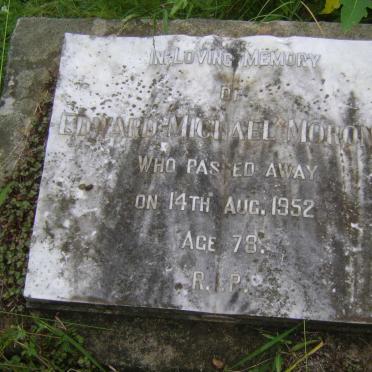 IN LOVING MEMORY
OF
EDWARD MICHAEL
WHO PASSED AWAY
ON 14TH AUG. 1952
AGE 78.
R.I.P.